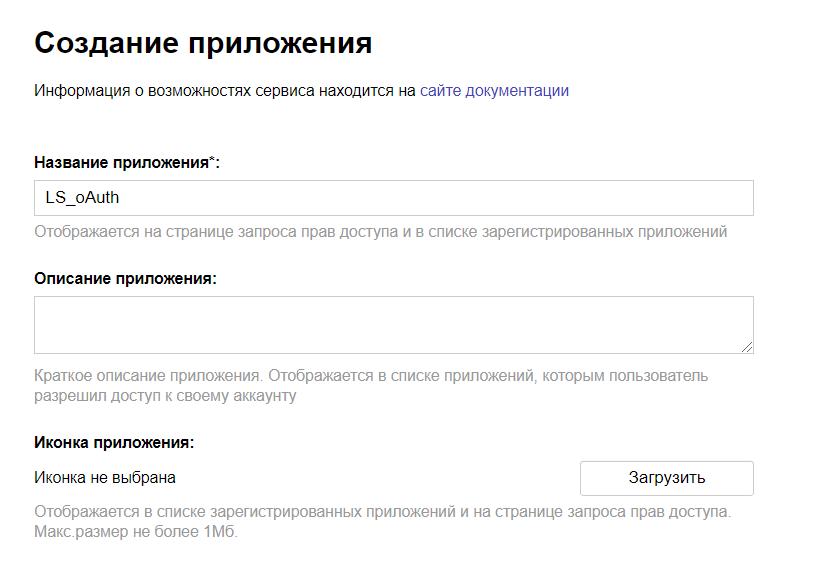 Создание приложения
Информация о возможностях сервиса находится на сайте документации
Название приложения*:
LS_oAuth
Отображается на странице запроса прав доступа и в списке зарегистрированных приложений
Описание приложения:
Краткое описание приложения. Отображается в списке приложений, которым пользователь
разрешил доступ к своему аккаунту
Иконка приложения:
Иконка не выбрана
Загрузить
Отображается в списке зарегистрированных приложений и на странице запроса прав доступа.
Макс.размер не более 1Мб.